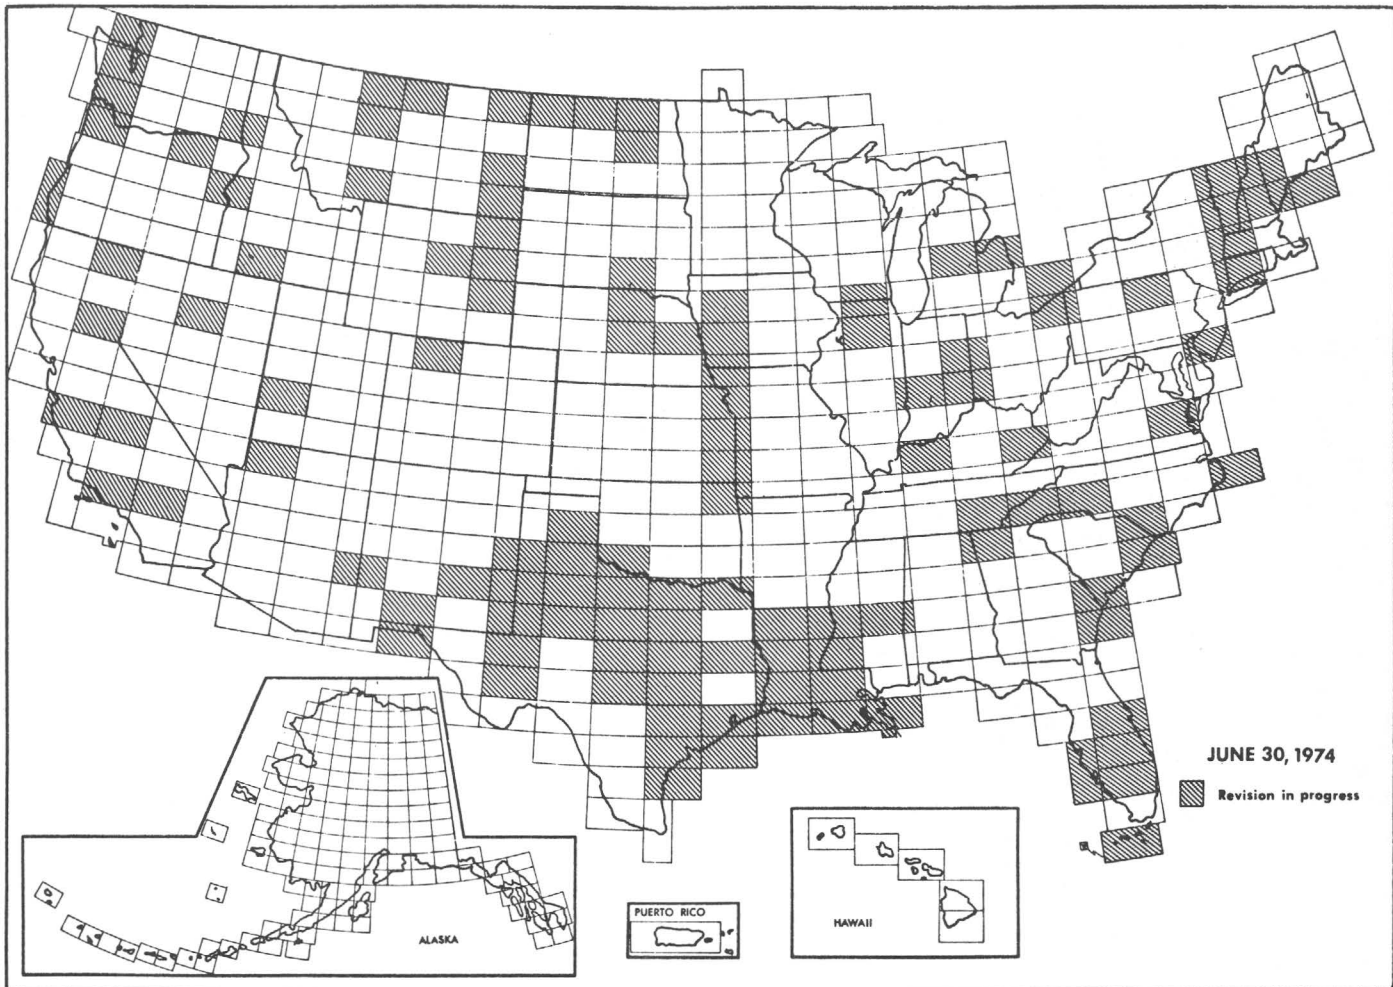 JUNE 30, 1974
Revision in progress
PUERTO RICO
HAWAII
ALASKA